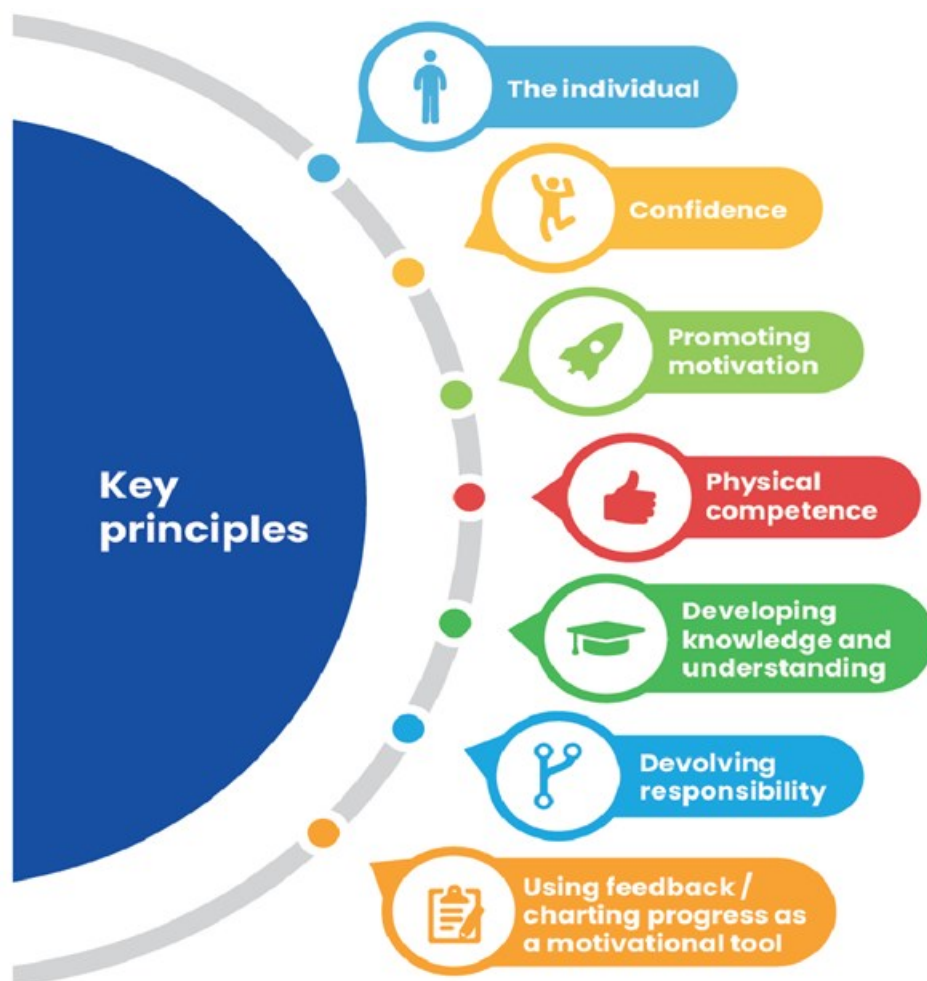 Key
principles
The individual
Confidence
Promoting
motivation
Physical
competence
Developing
knowledge and
understanding
Devolving
responsibility
Using feedback /
charting progress as
a motivational tool